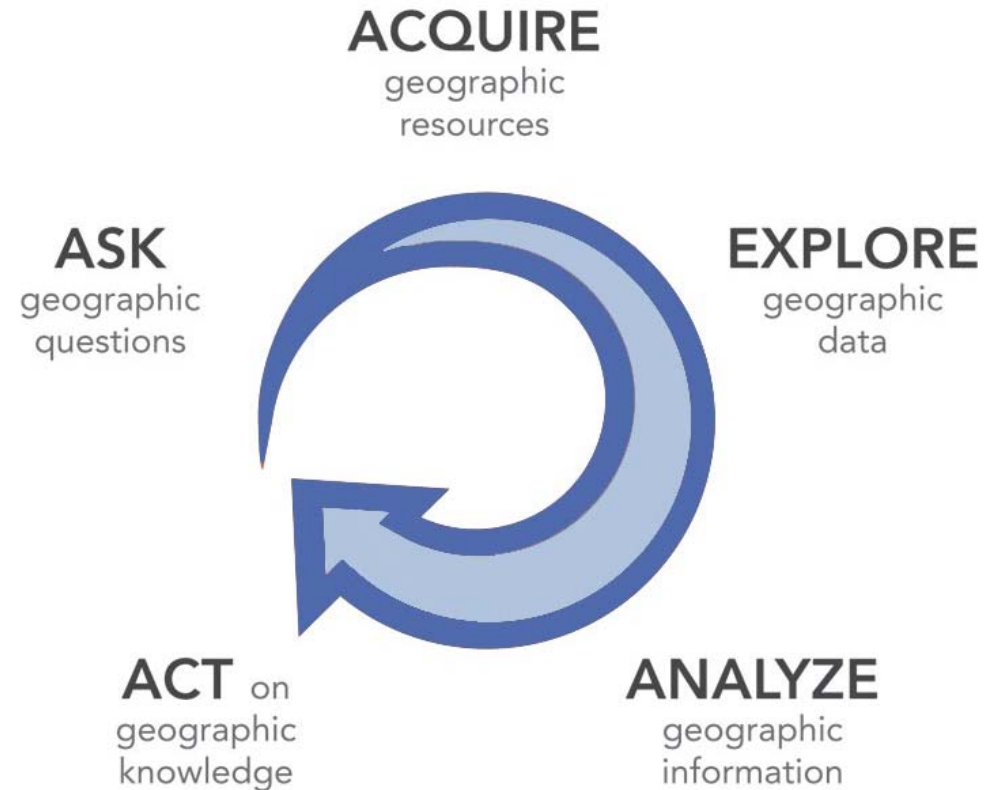 ACQUIRE
geographic
resources
ASK
geographic
questions
EXPLORE
geographic
data
ACT on
geographic
knowledge
ANALYZE
geographic
information